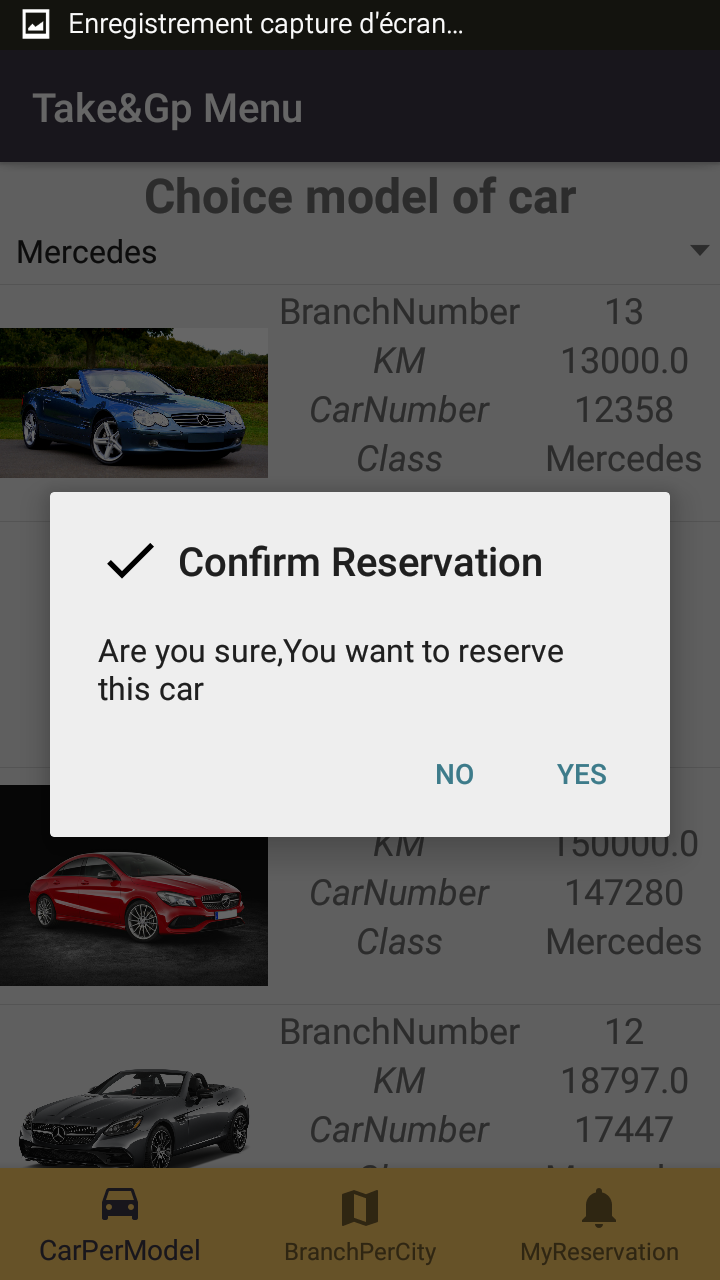 Enregistrement capture d'écran...
Take&Gp Menu
Choice model of car
Mercedes
BranchNumber 13
KM 13000.0
CarNumber 12358
Class Mercedes
Confirm Reservation
Are you sure,You want to reserve
this car
NO YES
KM 150000.0
CarNumber 147280
Class Mercedes
BranchNumber 12
KM 18797.0
CarNumber 17447
CarPerModel BranchPerCity MyReservation